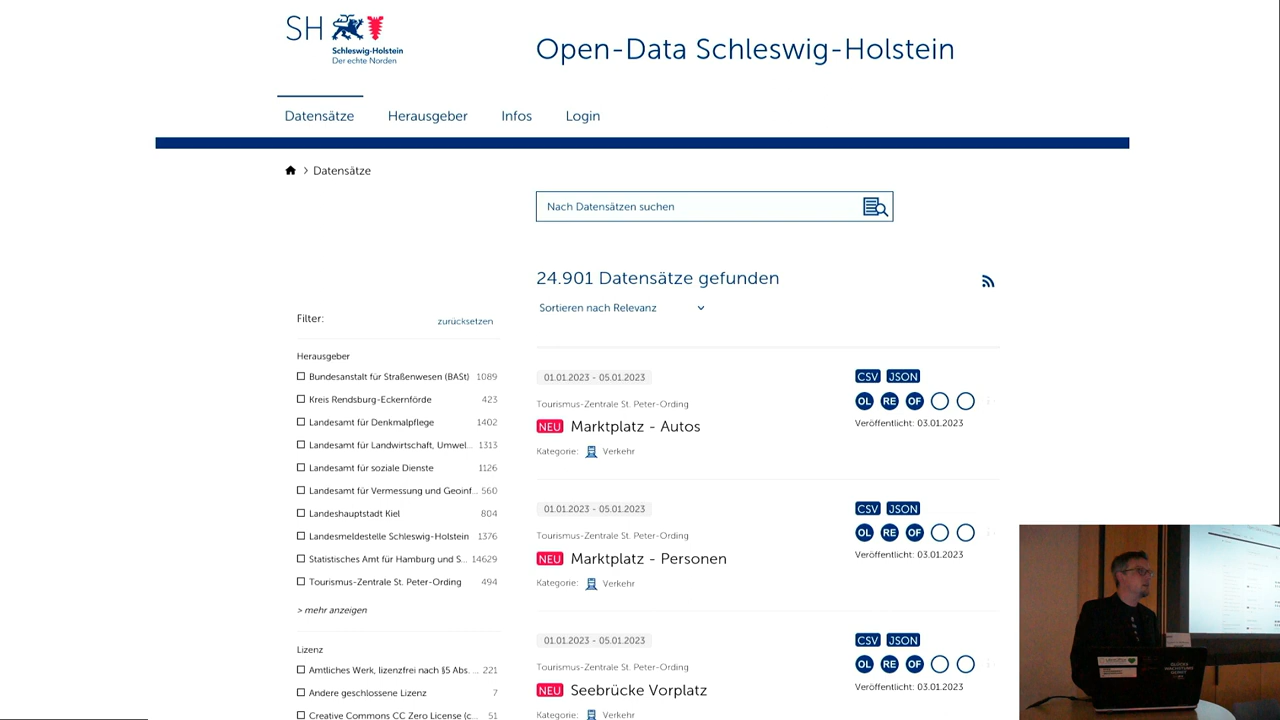 SH
Schleswig-Holstein
Der echte Norden
Open-Data Schleswig-Holstein
Datensätze Herausgeber Infos Login
> Datensätze
Nach Datensätzen suchen
24.901 Datensätze gefunden
Sortieren nach Relevanz
Filter: zurücksetzen
Herausgeber
Bundesanstalt für Straßenwesen (BASt) 1089
Kreis Rendsburg-Eckernförde 423
Landesamt für Denkmalpflege 1402
Landesamt für Landwirtschaft, Umwel... 1313
Landesamt für soziale Dienste 1126
Landesamt für Vermessung und Geoinf... 560
Landeshauptstadt Kiel 804
Landesmeldestelle Schleswig-Holstein 1376
Statistisches Amt für Hamburg und S... 14629
Tourismus-Zentrale St. Peter-Ording 494
> mehr anzeigen
Lizenz
Amtliches Werk, lizenzfrei nach §5 Abs. ... 221
Andere geschlossene Lizenz 7
Creative Commons CC Zero License (c... 51
01.01.2023 - 05.01.2023
Tourismus-Zentrale St. Peter-Ording
NEU Marktplatz - Autos
Kategorie: Verkehr
CSV JSON
OL RE OF
Veröffentlicht: 03.01.2023
01.01.2023 - 05.01.2023
Tourismus-Zentrale St. Peter-Ording
NEU Marktplatz - Personen
Kategorie: Verkehr
CSV JSON
OL RE OF
Veröffentlicht: 03.01.2023
01.01.2023 - 05.01.2023
Tourismus-Zentrale St. Peter-Ording
NEU Seebrücke Vorplatz
Kategorie: Verkehr
CSV JSON
OL RE OF
Veröffentlicht: 03.01.2023